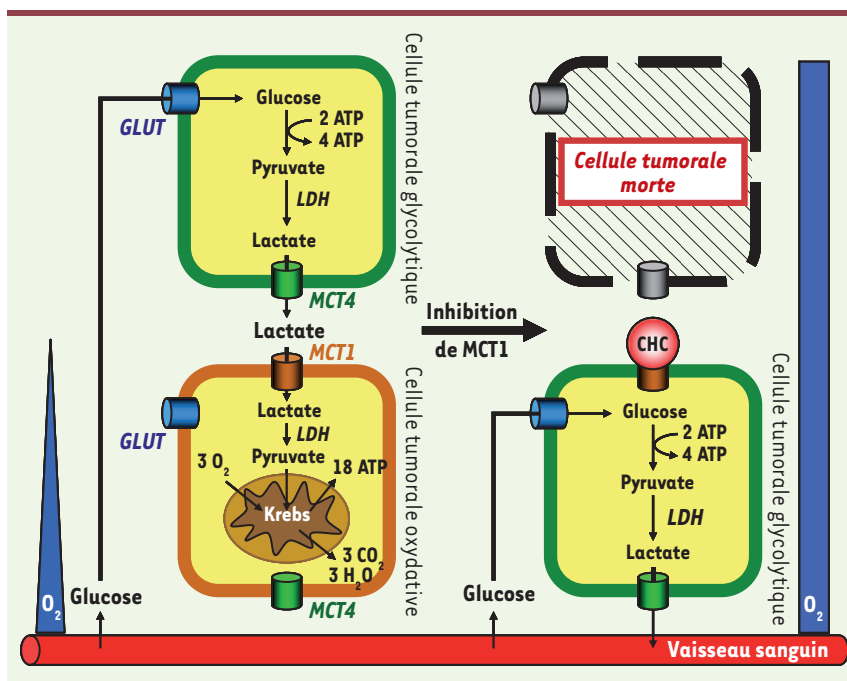 GLUT
Glucose
2 ATP
4 ATP
Pyruvate
LDH
Lactate
MCT4
Cellule tumorale glycolytique
Lactate
MCT1
GLUT
Lactate
LDH
Pyruvate
3 O₂
18 ATP
Krebs
3 CO₂
3 H₂O
MCT4
Cellule tumorale oxydative
O₂
Glucose
Inhibition
de MCT1
Cellule tumorale
morte
CHC
Glucose
2 ATP
4 ATP
Pyruvate
LDH
Lactate
Cellule tumorale glycolytique
Glucose
O₂
Vaisseau sanguin